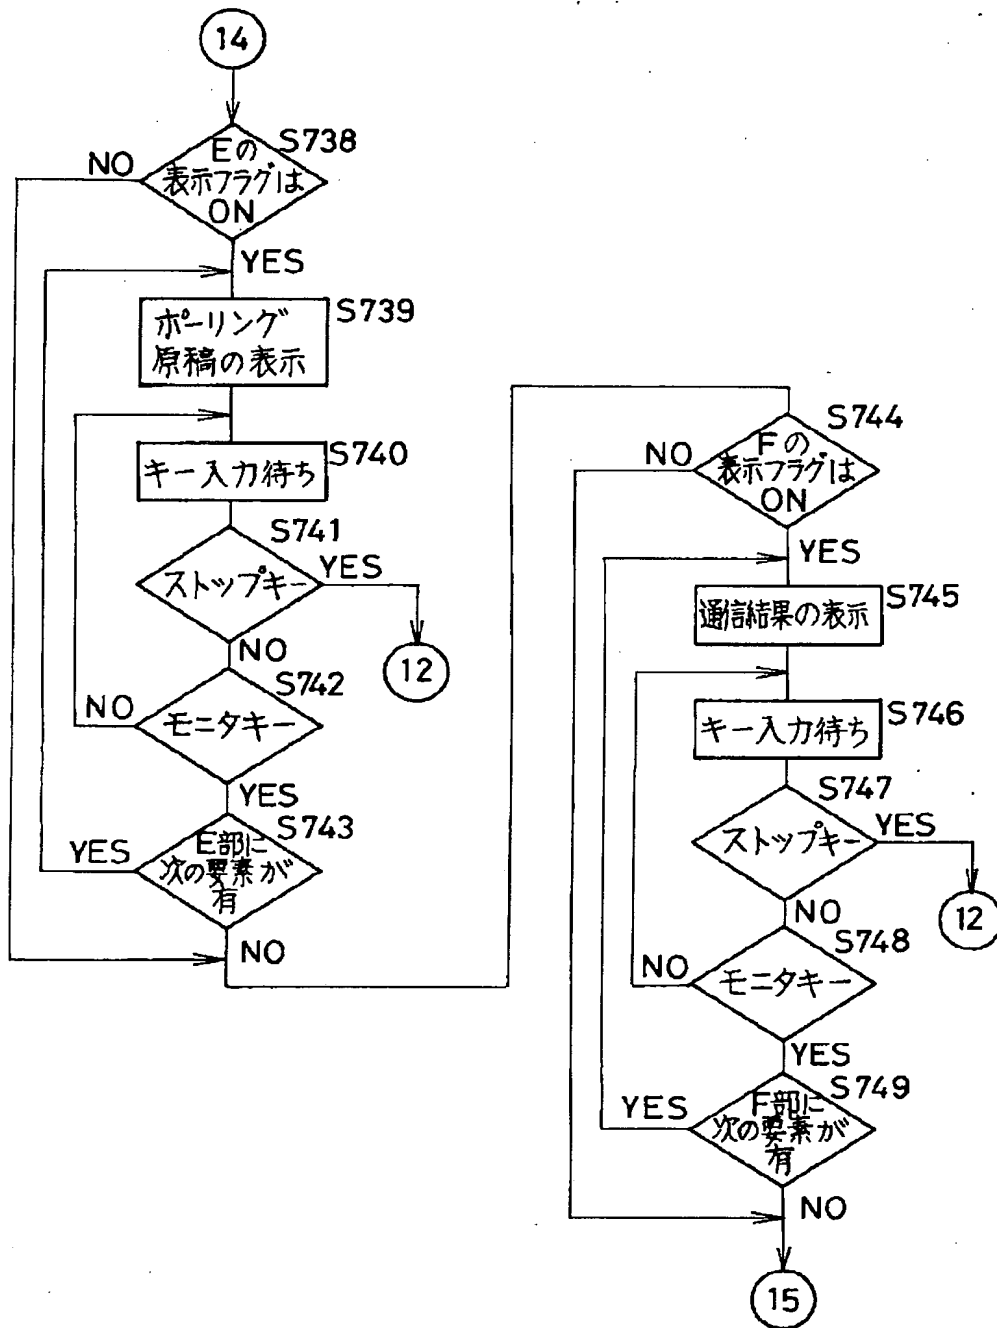 14
S738
Eの
表示フラグは
ON
NO
YES
S739
ポーリング
原稿の表示
S740
キー入力待ち
S741
ストップキー
YES
12
NO
S742
モニタキー
NO
YES
S743
E部に
次の要素が
有
YES
NO
S744
Fの
表示フラグは
ON
NO
YES
S745
通信結果の表示
S746
キー入力待ち
S747
ストップキー
YES
12
NO
S748
モニタキー
NO
YES
S749
F部に
次の要素が
有
YES
NO
15